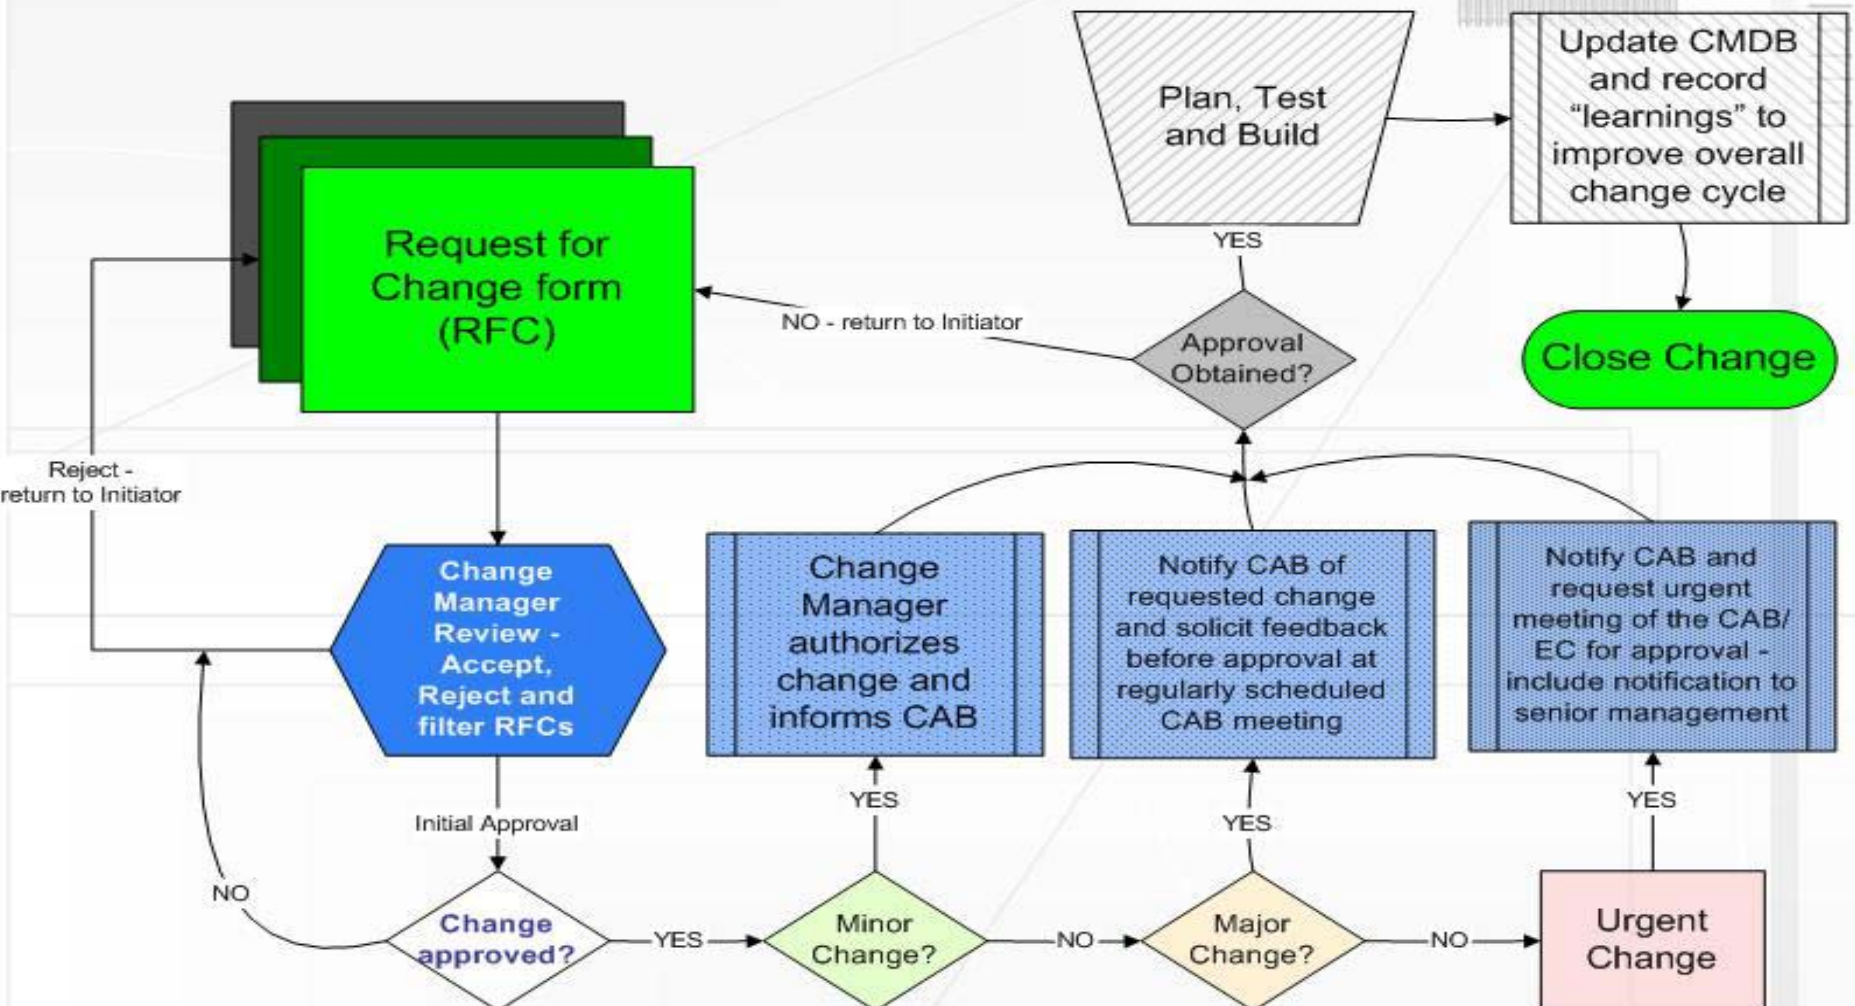 Request for
Change form
(RFC)
Plan, Test
and Build
Update CMDB
and record
“learnings” to
improve overall
change cycle
YES
NO - return to Initiator
Approval
Obtained?
Close Change
Reject -
return to Initiator
Change
Manager
Review -
Accept,
Reject and
filter RFCs
Change
Manager
authorizes
change and
informs CAB
Notify CAB of
requested change
and solicit feedback
before approval at
regularly scheduled
CAB meeting
Notify CAB and
request urgent
meeting of the CAB/
EC for approval -
include notification to
senior management
Initial Approval
YES
YES
YES
NO
Change
approved?
YES
Minor
Change?
NO
Major
Change?
NO
Urgent
Change